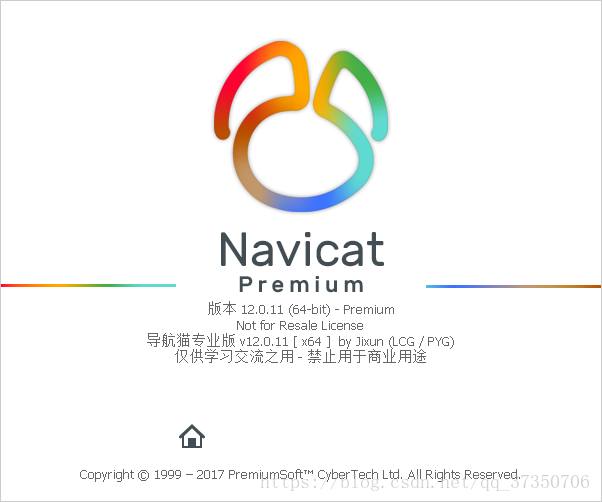 Navicat
Premium
版本 12.0.11 (64-bit) - Premium
Not for Resale License
导航猫专业版 v12.0.11 [ x64 ] by Jixun (LCG / PYG)
仅供学习交流之用 - 禁止用于商业用途
Copyright © 1999 – 2017 PremiumSoft™ CyberTech Ltd. All Rights Reserved.
https://blog.csdn.net/qq_37350706